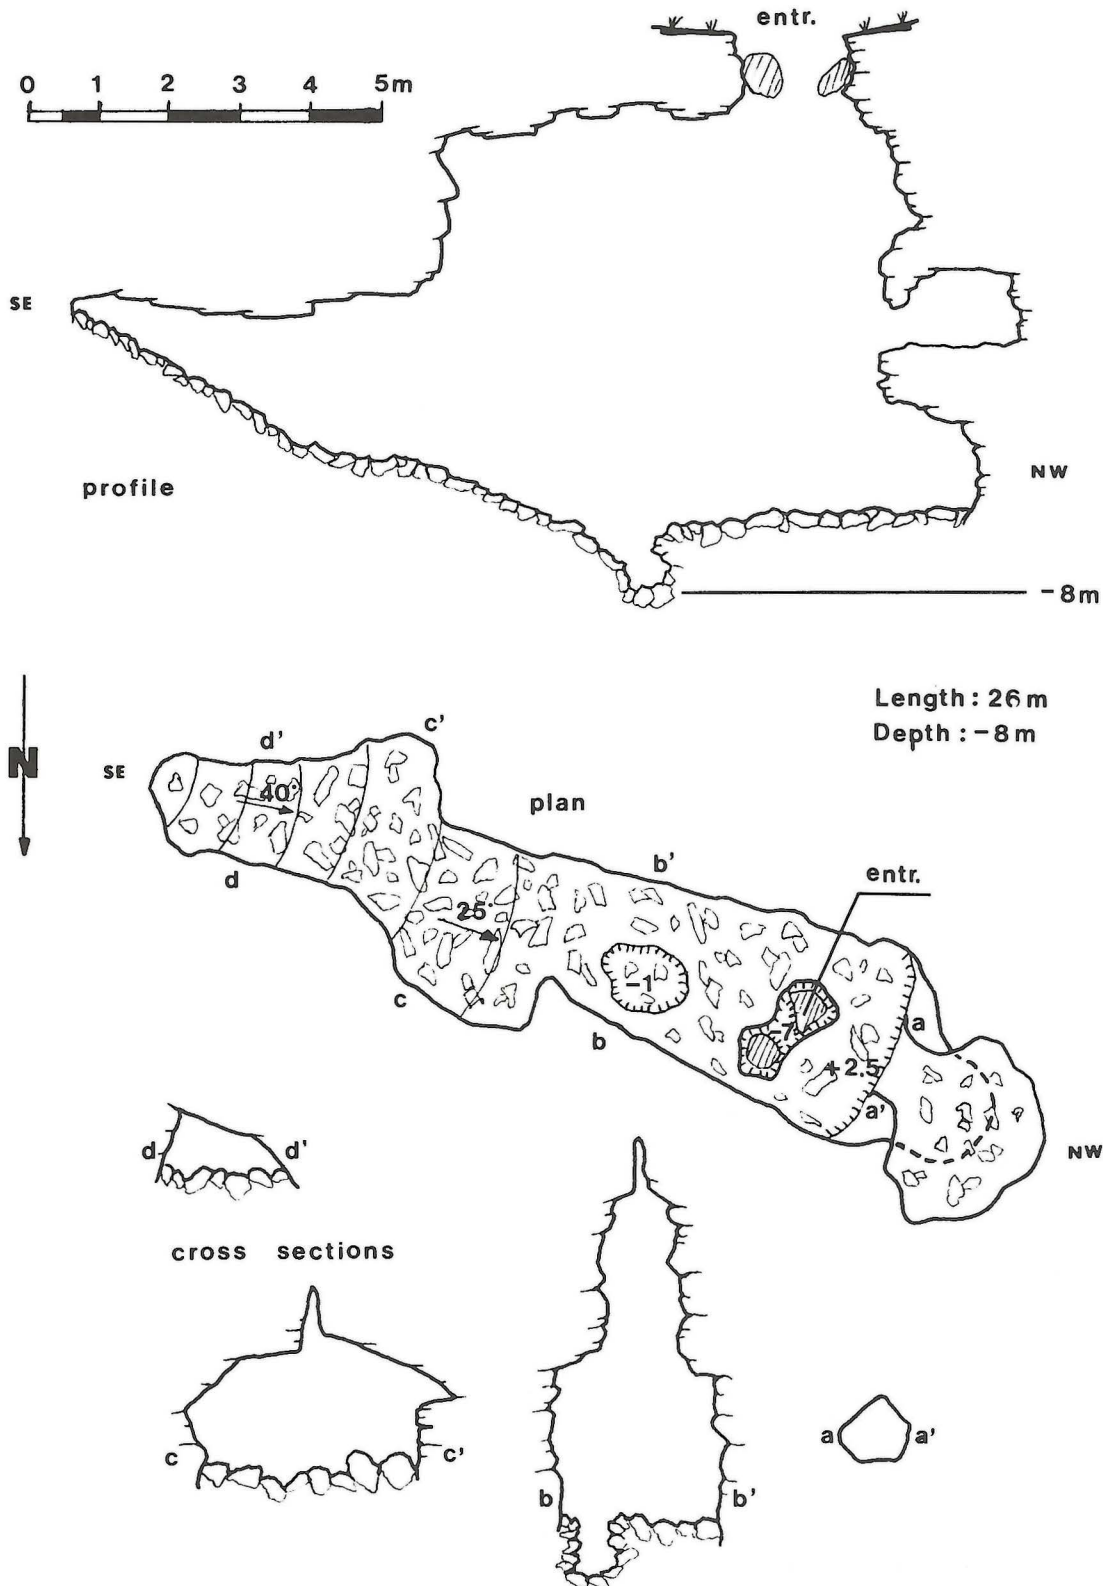 entr.
0 1 2 3 4 5m
SE
NW
profile
-8m
Length: 26m
Depth: -8m
N
SE
d'
c'
40°
plan
d
b'
entr.
25°
-1
c
b
-7
a
+2.5
a'
NW
d d'
cross sections
c c'
b b'
a a'